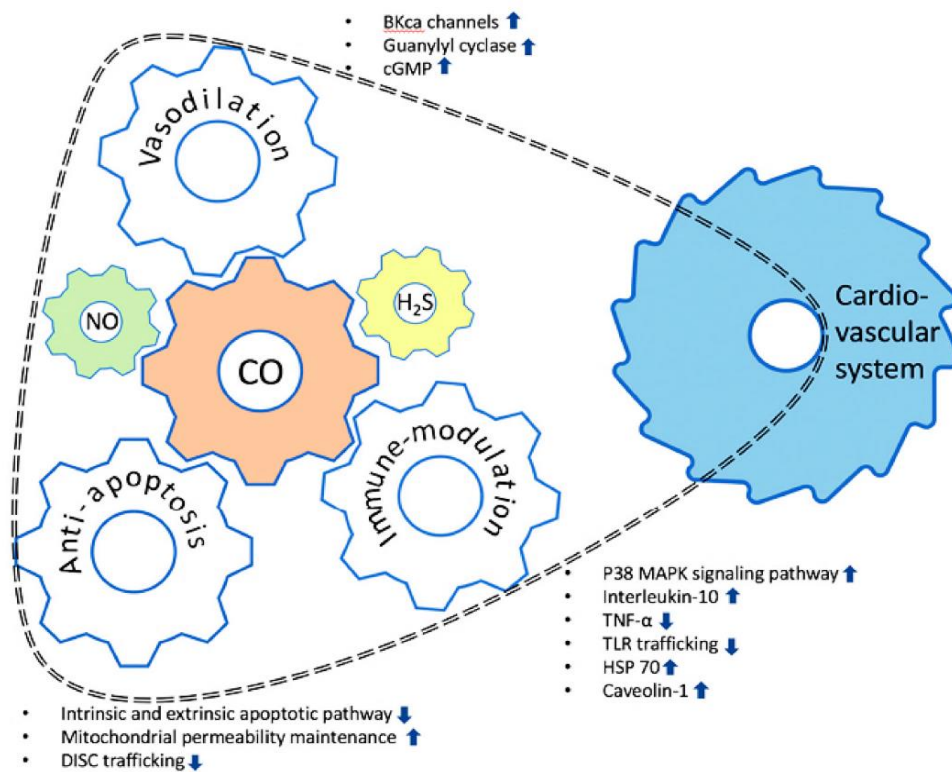 • BKca channels ⬆
• Guanylyl cyclase ⬆
• cGMP ⬆
Vasodilation
NO
H₂S
CO
Cardio-
vascular
system
Immune-modulation
Anti-apoptosis
• P38 MAPK signaling pathway ⬆
• Interleukin-10 ⬆
• TNF-α ⬇
• TLR trafficking ⬇
• HSP 70 ⬆
• Caveolin-1 ⬆
• Intrinsic and extrinsic apoptotic pathway ⬇
• Mitochondrial permeability maintenance ⬆
• DISC trafficking ⬇